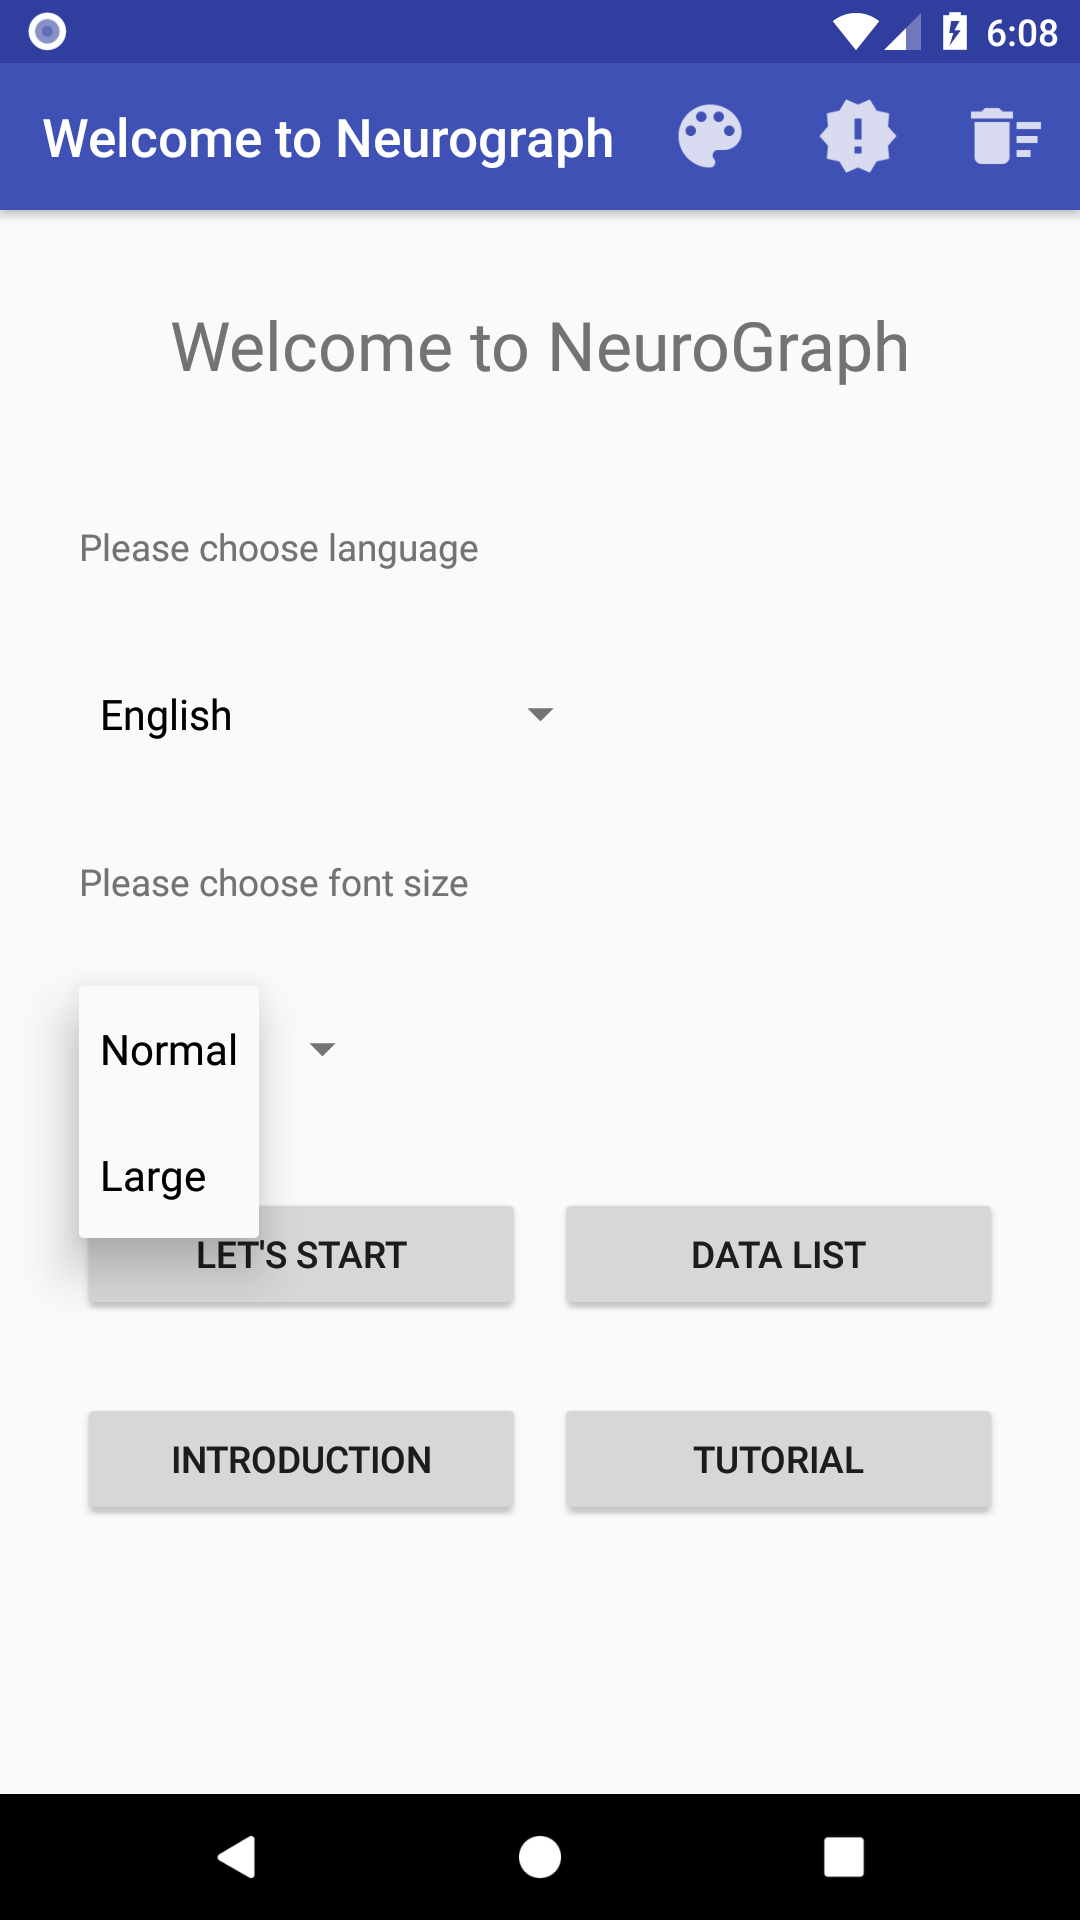 6:08
Welcome to Neurograph
Welcome to NeuroGraph
Please choose language
English
Please choose font size
Normal
Large
LET'S START
DATA LIST
INTRODUCTION
TUTORIAL